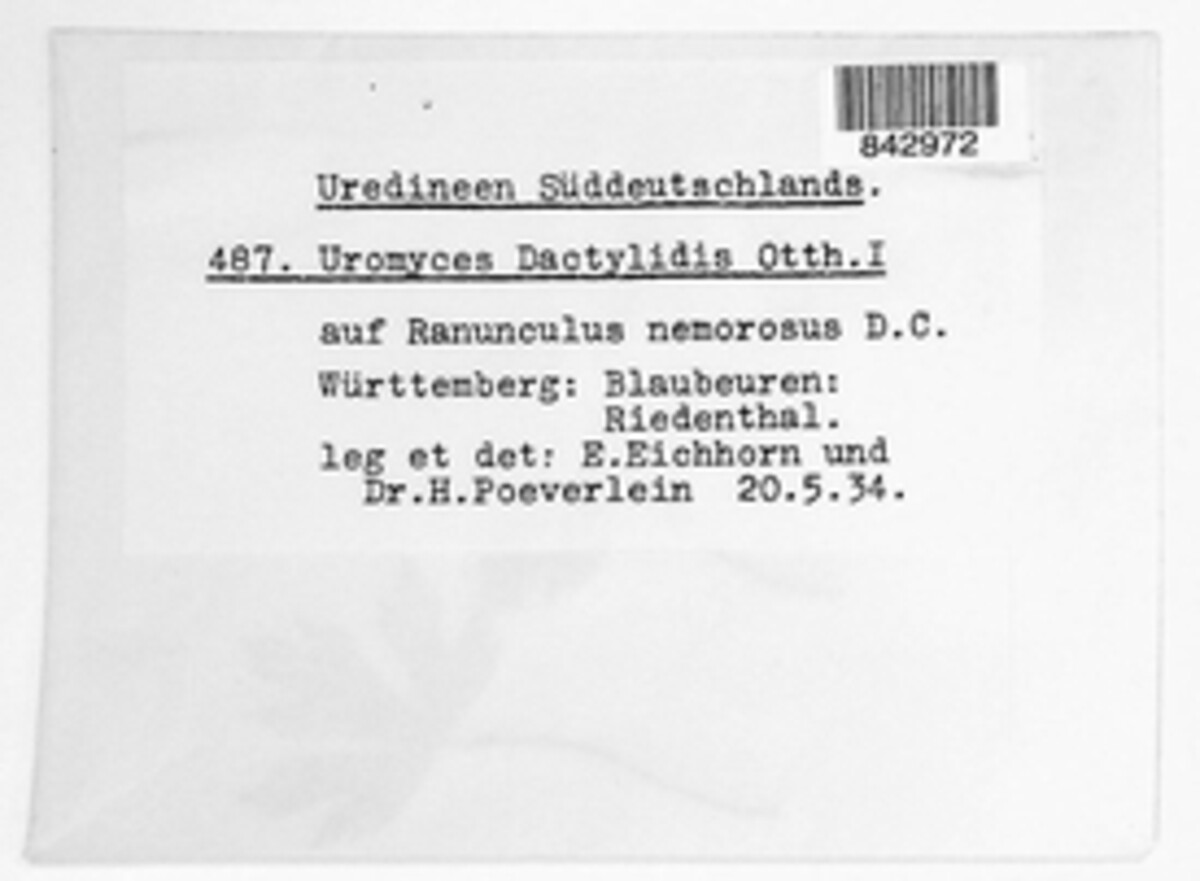 842972
Uredineen Süddeutschlands.
487. Uromyces Dactylidis Otth.I
auf Ranunculus nemorosus D.C.
Württemberg: Blaubeuren:
Riedenthal.
leg et det: E.Eichhorn und
Dr.H.Poeverlein 20.5.34.